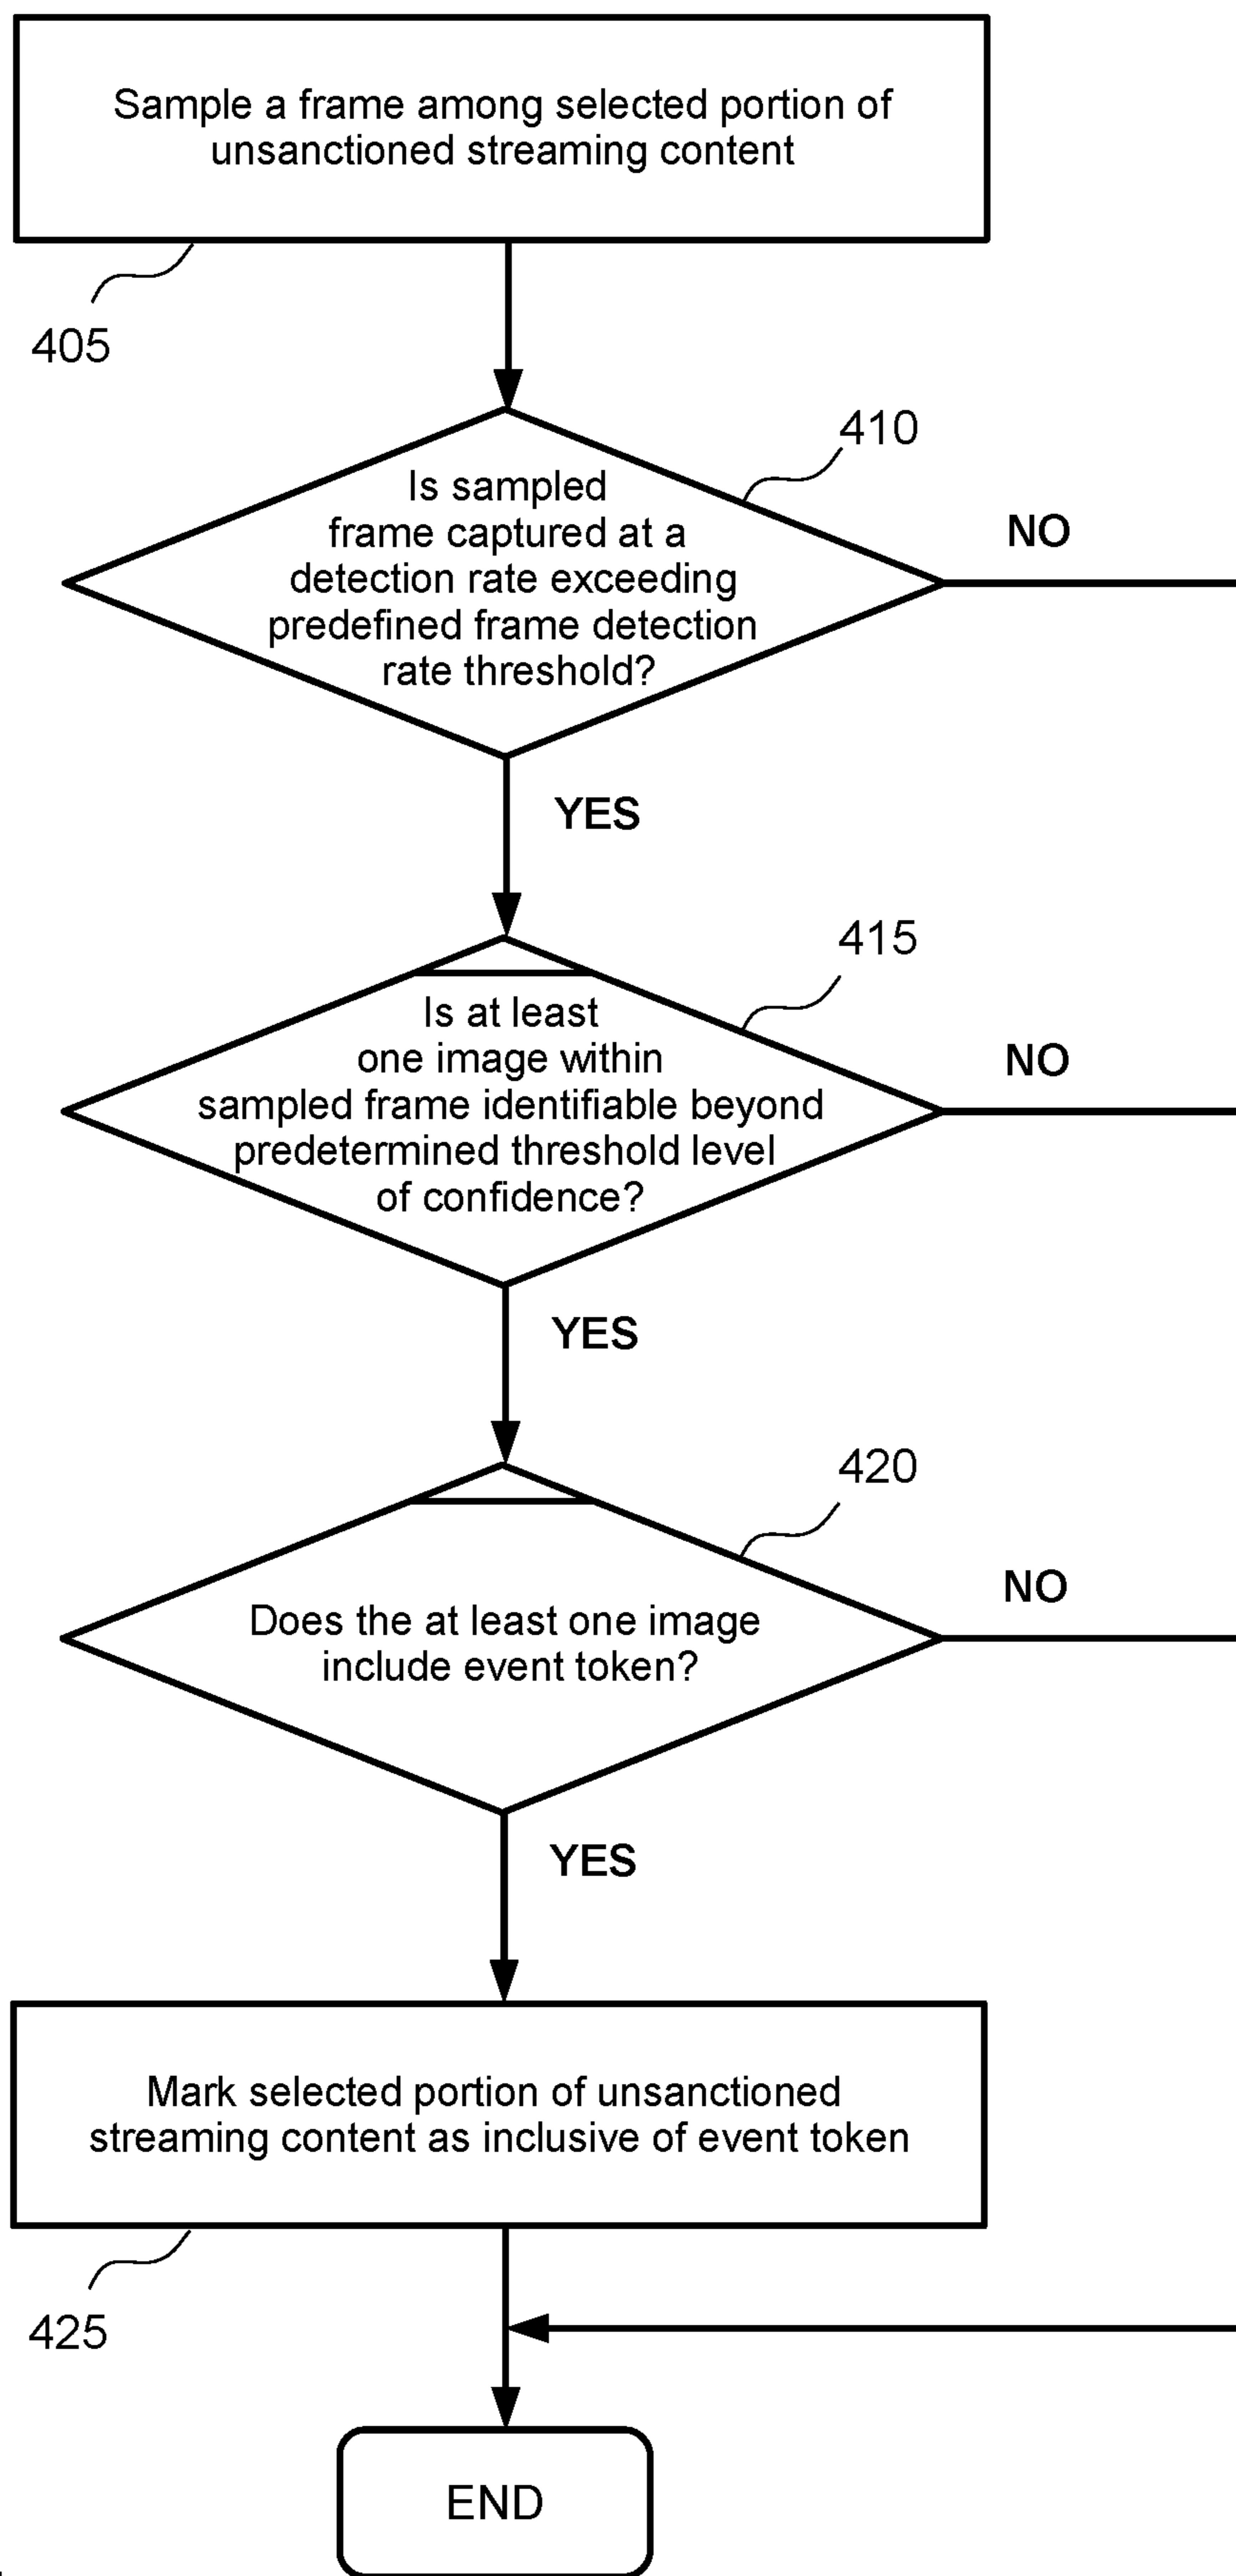 Sample a frame among selected portion of
unsanctioned streaming content
405
410
Is sampled
frame captured at a
detection rate exceeding
predefined frame detection
rate threshold?
NO
YES
415
Is at least
one image within
sampled frame identifiable beyond
predetermined threshold level
of confidence?
NO
YES
420
Does the at least one image
include event token?
NO
YES
Mark selected portion of unsanctioned
streaming content as inclusive of event token
425
END